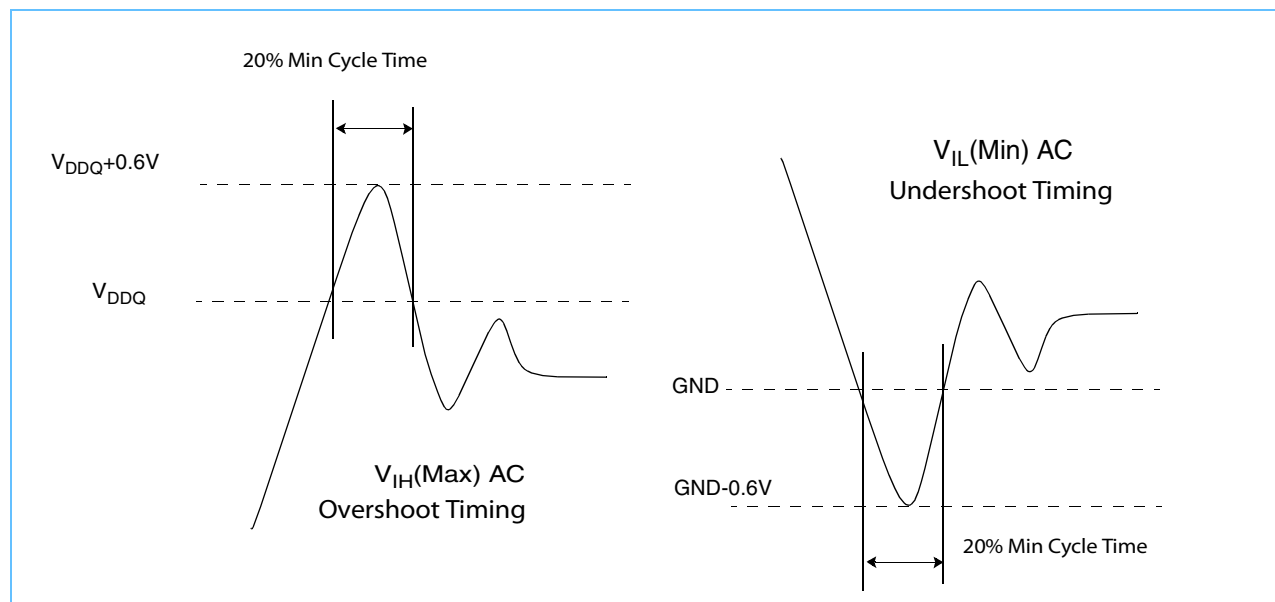 20% Min Cycle Time
VDDQ+0.6V
VDDQ
VIH(Max) AC
Overshoot Timing
VIL(Min) AC
Undershoot Timing
GND
GND-0.6V
20% Min Cycle Time